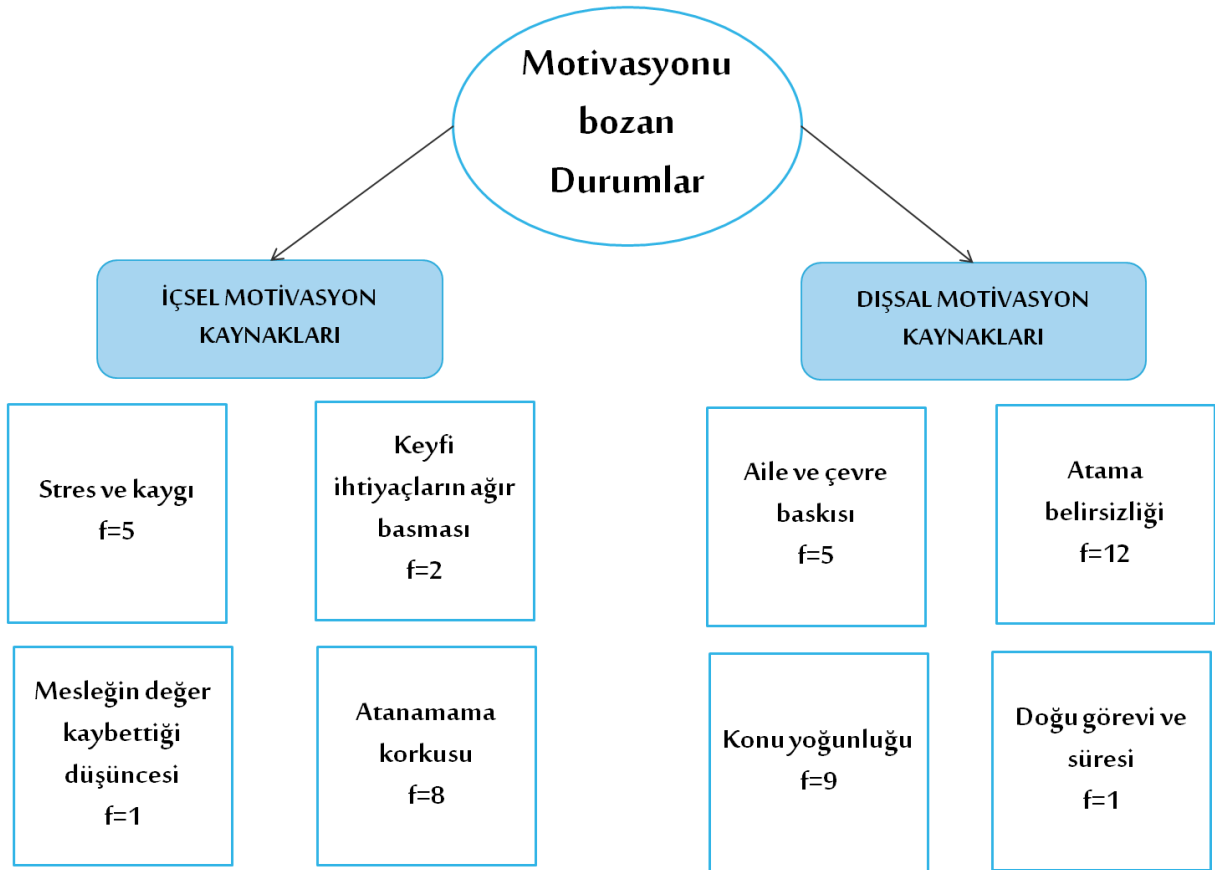 Motivasyonu
bozan
Durumlar
İÇSEL MOTİVASYON
KAYNAKLARI
DIŞSAL MOTİVASYON
KAYNAKLARI
Stres ve kaygı
f=5
Keyfi
ihtiyaçların ağır
basması
f=2
Aile ve çevre
baskısı
f=5
Atama
belirsizliği
f=12
Mesleğin değer
kaybettiği
düşüncesi
f=1
Atanamama
korkusu
f=8
Konu yoğunluğu
f=9
Doğu görevi ve
süresi
f=1